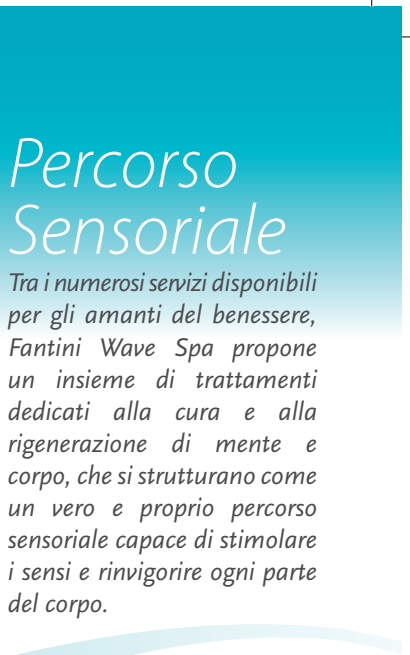 Percorso
Sensoriale
Tra i numerosi servizi disponibili
per gli amanti del benessere,
Fantini Wave Spa propone
un insieme di trattamenti
dedicati alla cura e alla
rigenerazione di mente e
corpo, che si strutturano come
un vero e proprio percorso
sensoriale capace di stimolare
i sensi e rinvigorire ogni parte
del corpo.